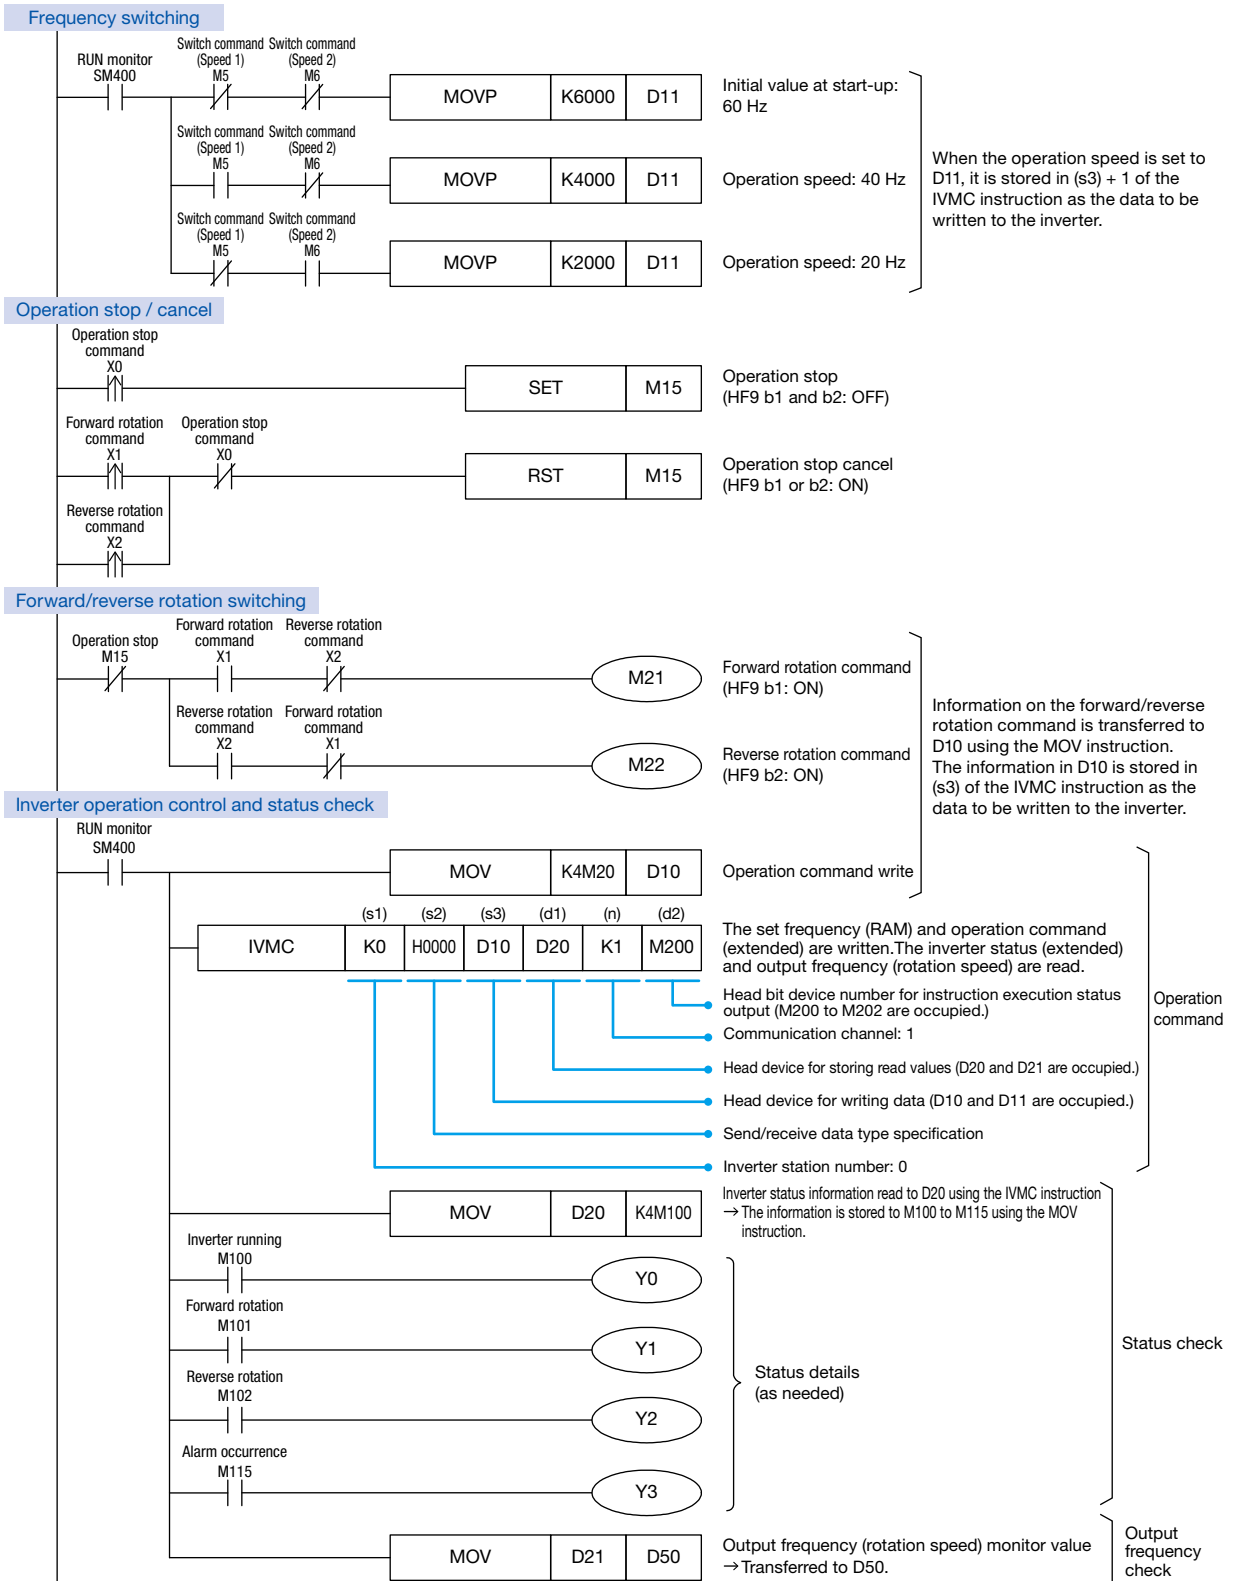 Frequency switching
RUN monitor
SM400
Switch command
(Speed 1)
M5
Switch command
(Speed 2)
M6
MOVP K6000 D11
Initial value at start-up:
60 Hz
Switch command
(Speed 1)
M5
Switch command
(Speed 2)
M6
MOVP K4000 D11
Operation speed: 40 Hz
Switch command
(Speed 1)
M5
Switch command
(Speed 2)
M6
MOVP K2000 D11
Operation speed: 20 Hz
When the operation speed is set to
D11, it is stored in (s3) + 1 of the
IVMC instruction as the data to be
written to the inverter.
Operation stop / cancel
Operation stop
command
X0
SET M15
Operation stop
(HF9 b1 and b2: OFF)
Forward rotation
command
X1
Operation stop
command
X0
RST M15
Operation stop cancel
(HF9 b1 or b2: ON)
Reverse rotation
command
X2
Forward/reverse rotation switching
Operation stop
M15
Forward rotation
command
X1
Reverse rotation
command
X2
M21
Forward rotation command
(HF9 b1: ON)
Reverse rotation
command
X2
Forward rotation
command
X1
M22
Reverse rotation command
(HF9 b2: ON)
Information on the forward/reverse
rotation command is transferred to
D10 using the MOV instruction.
The information in D10 is stored in
(s3) of the IVMC instruction as the
data to be written to the inverter.
Inverter operation control and status check
RUN monitor
SM400
MOV K4M20 D10
Operation command write
(s1) (s2) (s3) (d1) (n) (d2)
IVMC K0 H0000 D10 D20 K1 M200
The set frequency (RAM) and operation command
(extended) are written.The inverter status (extended)
and output frequency (rotation speed) are read.
Head bit device number for instruction execution status
output (M200 to M202 are occupied.)
Communication channel: 1
Head device for storing read values (D20 and D21 are occupied.)
Head device for writing data (D10 and D11 are occupied.)
Send/receive data type specification
Inverter station number: 0
Operation
command
MOV D20 K4M100
Inverter status information read to D20 using the IVMC instruction
→ The information is stored to M100 to M115 using the MOV
instruction.
Inverter running
M100
Y0
Forward rotation
M101
Y1
Reverse rotation
M102
Y2
Alarm occurrence
M115
Y3
Status details
(as needed)
Status check
MOV D21 D50
Output frequency (rotation speed) monitor value
→ Transferred to D50.
Output
frequency
check